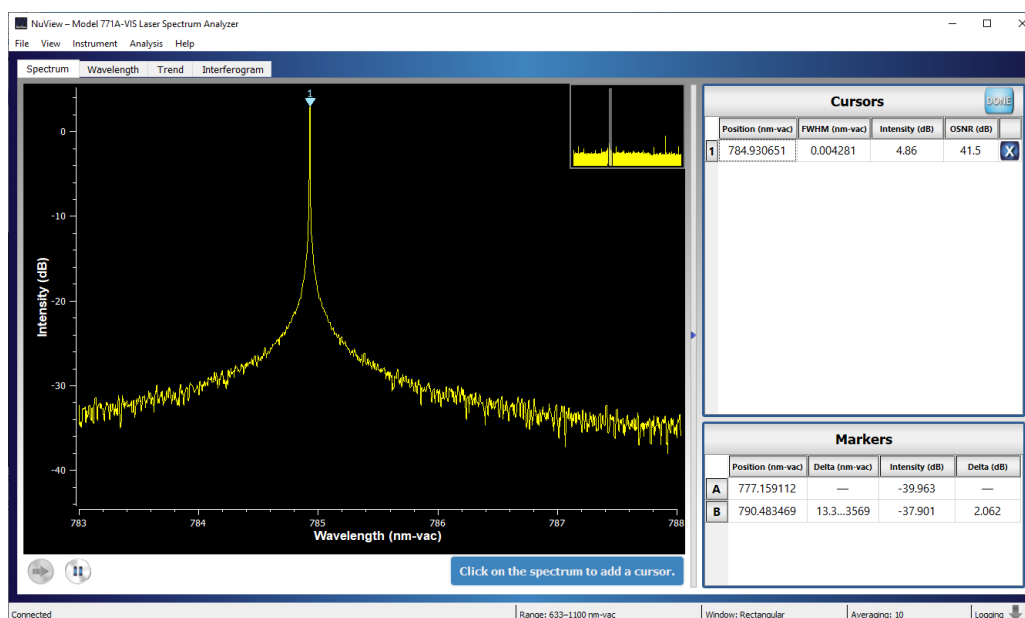 NuView – Model 771A-VIS Laser Spectrum Analyzer
File View Instrument Analysis Help
Spectrum Wavelength Trend Interferogram
1
0
-10
-20
-30
-40
Intensity (dB)
783 784 785 786 787 788
Wavelength (nm-vac)
Click on the spectrum to add a cursor.
Cursors
DONE
Position (nm-vac) FWHM (nm-vac) Intensity (dB) OSNR (dB)
1 784.930651 0.004281 4.86 41.5 X
Markers
Position (nm-vac) Delta (nm-vac) Intensity (dB) Delta (dB)
A 777.159112 — -39.963 —
B 790.483469 13.3...3569 -37.901 2.062
Connected Range: 633–1100 nm-vac Window: Rectangular Averaging: 10 Logging